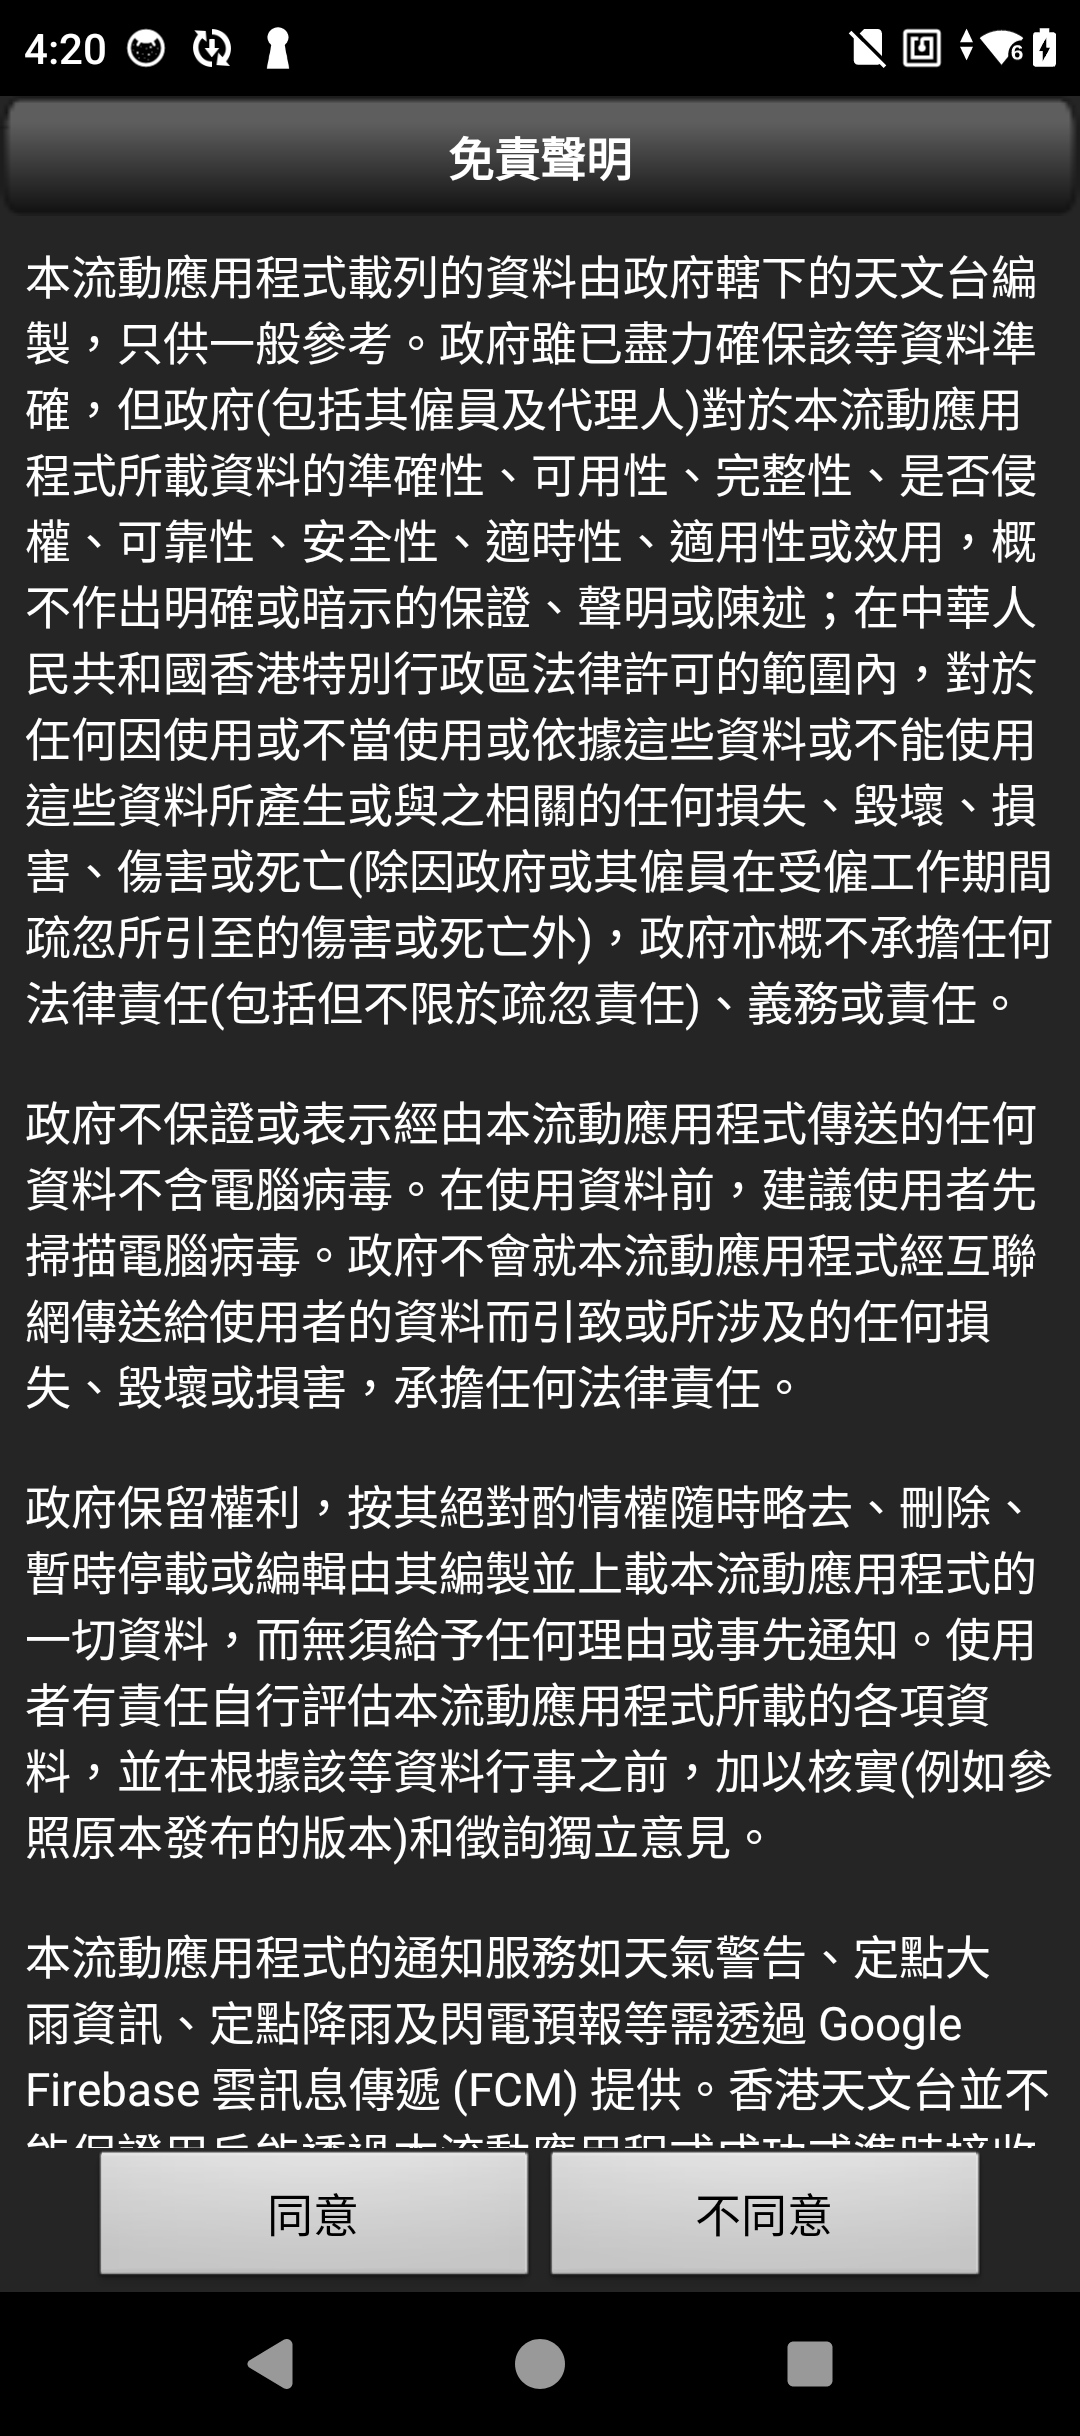 4:20
6
免責聲明
本流動應用程式載列的資料由政府轄下的天文台編
製，只供一般參考。政府雖已盡力確保該等資料準
確，但政府(包括其僱員及代理人)對於本流動應用
程式所載資料的準確性、可用性、完整性、是否侵
權、可靠性、安全性、適時性、適用性或效用，概
不作出明確或暗示的保證、聲明或陳述；在中華人
民共和國香港特別行政區法律許可的範圍內，對於
任何因使用或不當使用或依據這些資料或不能使用
這些資料所產生或與之相關的任何損失、毀壞、損
害、傷害或死亡(除因政府或其僱員在受僱工作期間
疏忽所引至的傷害或死亡外)，政府亦概不承擔任何
法律責任(包括但不限於疏忽責任)、義務或責任。
政府不保證或表示經由本流動應用程式傳送的任何
資料不含電腦病毒。在使用資料前，建議使用者先
掃描電腦病毒。政府不會就本流動應用程式經互聯
網傳送給使用者的資料而引致或所涉及的任何損
失、毀壞或損害，承擔任何法律責任。
政府保留權利，按其絕對酌情權隨時略去、刪除、
暫時停載或編輯由其編製並上載本流動應用程式的
一切資料，而無須給予任何理由或事先通知。使用
者有責任自行評估本流動應用程式所載的各項資
料，並在根據該等資料行事之前，加以核實(例如參
照原本發布的版本)和徵詢獨立意見。
本流動應用程式的通知服務如天氣警告、定點大
雨資訊、定點降雨及閃電預報等需透過 Google
Firebase 雲訊息傳遞 (FCM) 提供。香港天文台並不
能保證用戶能透過本流動應用程式成功或準時接收
同意
不同意